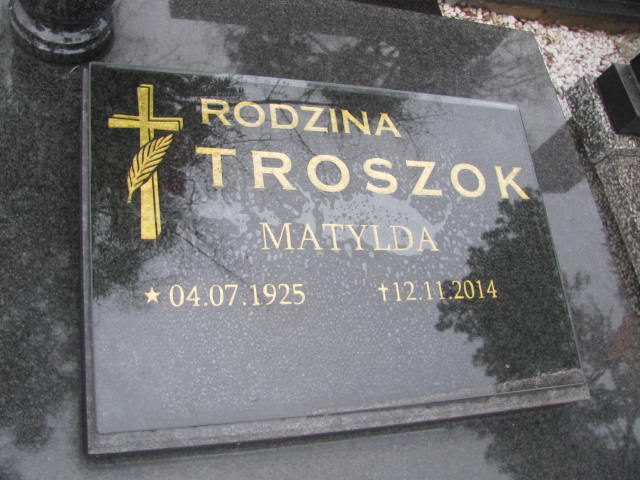 RODZINA
TROSZOK
MATYLDA
★ 04.07.1925 †12.11.2014